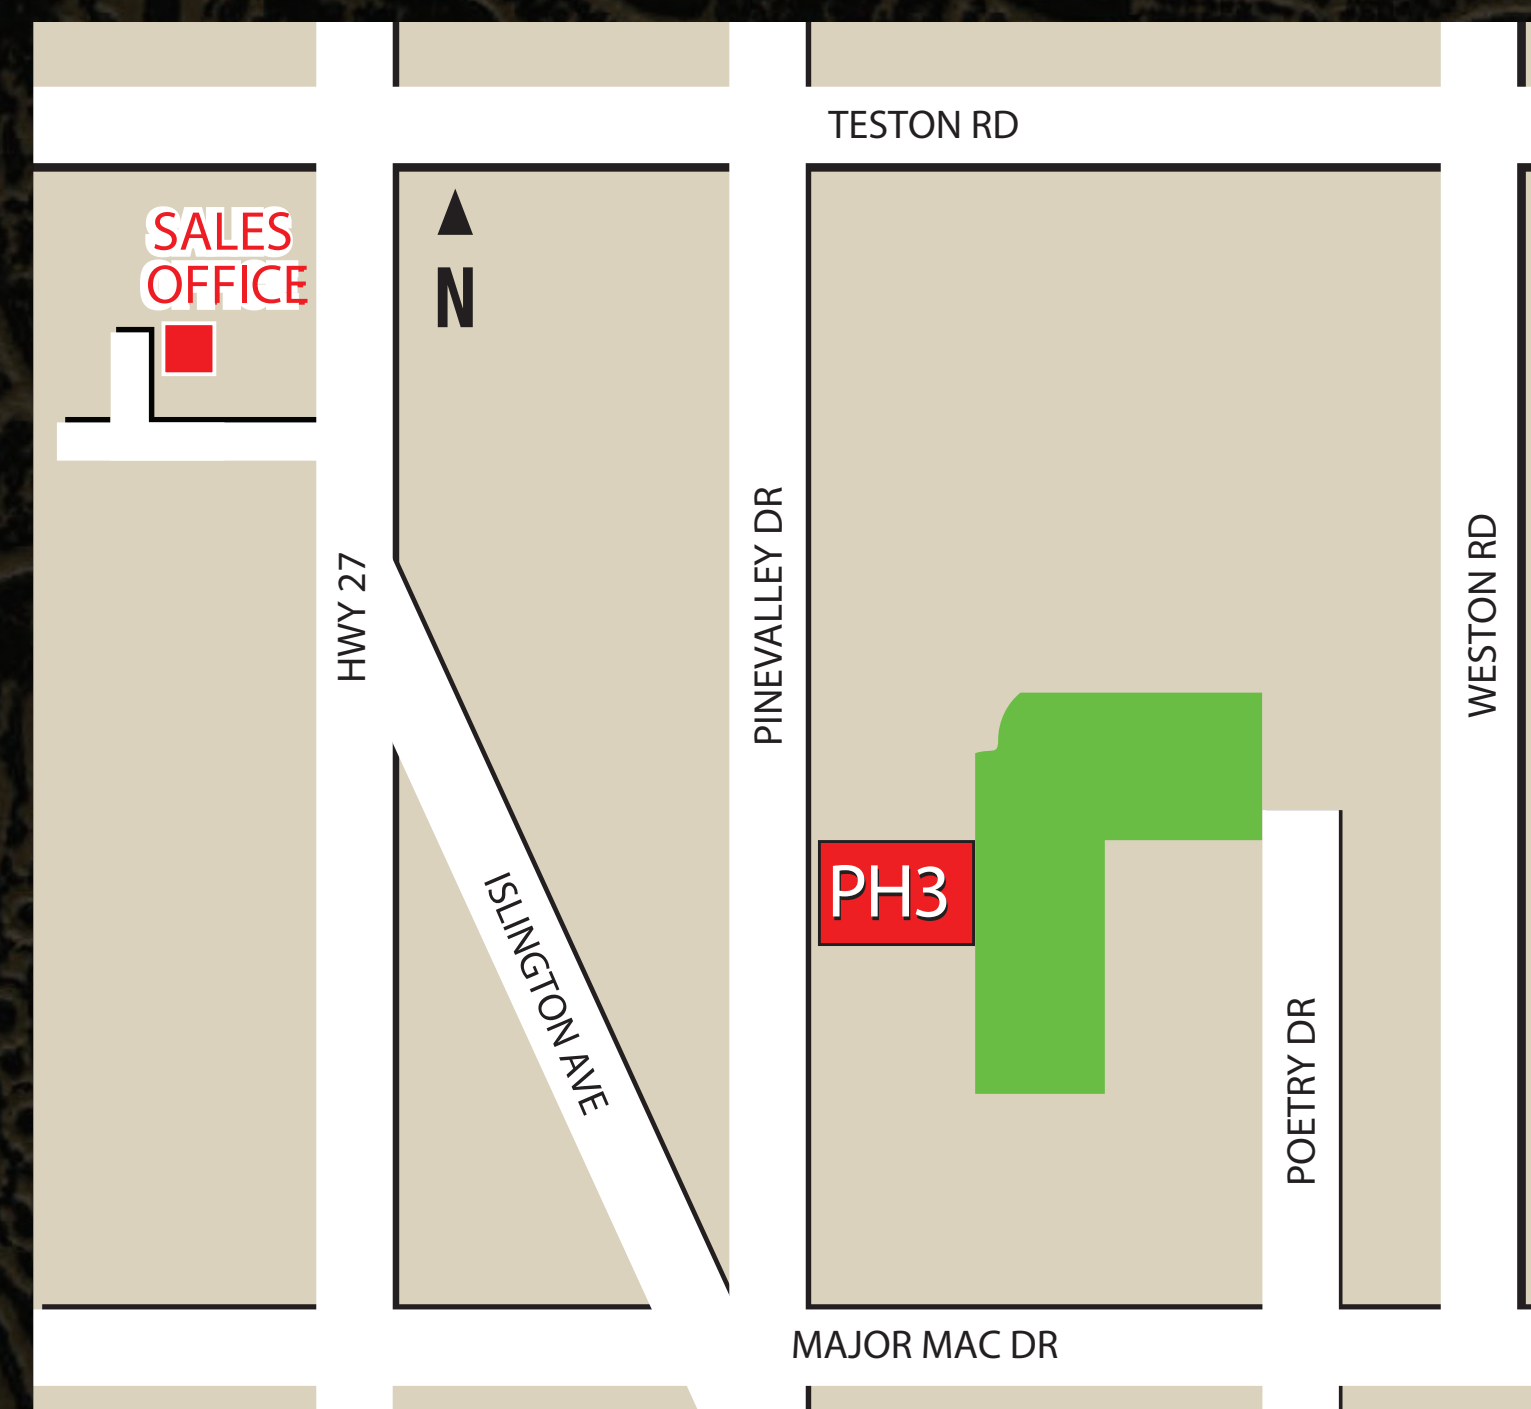 TESTON RD
SALES
OFFICE
N
HWY 27
PINEVALLEY DR
WESTON RD
ISLINGTON AVE
PH3
POETRY DR
MAJOR MAC DR